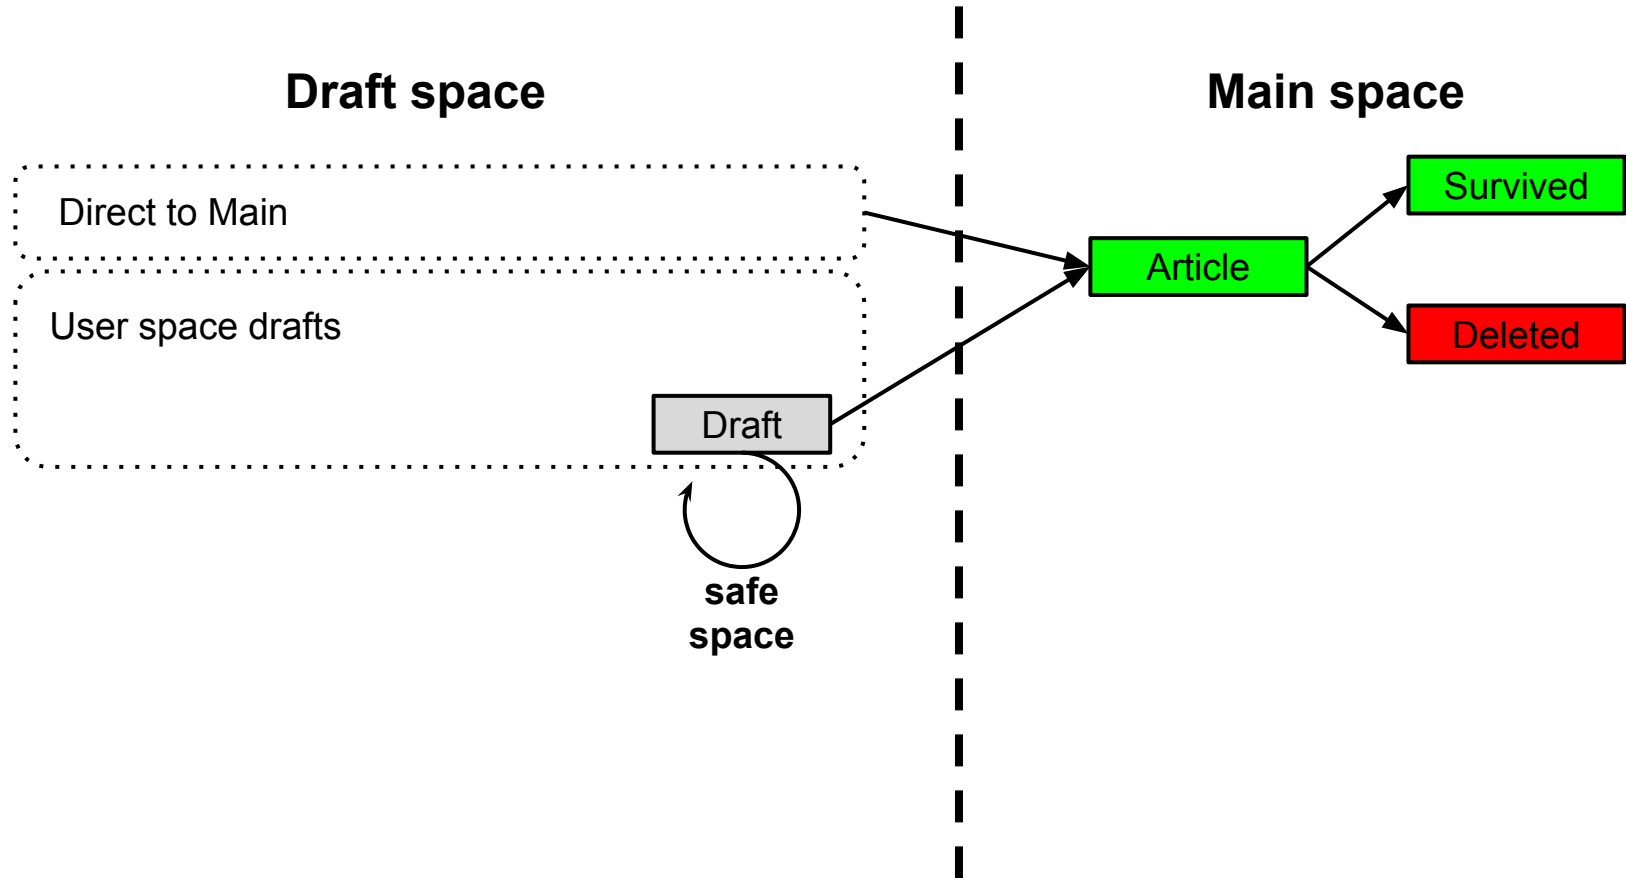 Draft space
Main space
Direct to Main
Survived
Article
User space drafts
Deleted
Draft
safe
space